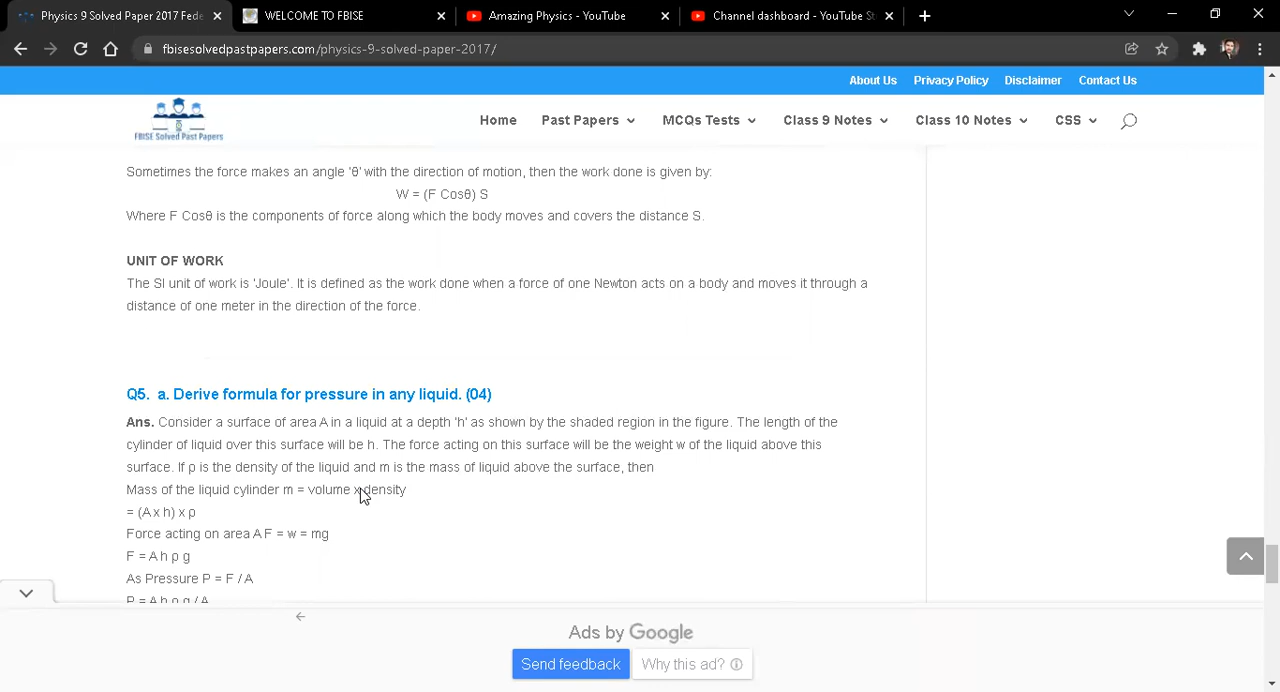 Physics 9 Solved Paper 2017 Fede
WELCOME TO FBISE
Amazing Physics - YouTube
Channel dashboard - YouTube St
fbisesolvedpastpapers.com/physics-9-solved-paper-2017/
About Us Privacy Policy Disclaimer Contact Us
FBISE Solved Past Papers
Home Past Papers MCQs Tests Class 9 Notes Class 10 Notes CSS
Sometimes the force makes an angle 'θ' with the direction of motion, then the work done is given by:
W = (F Cosθ) S
Where F Cosθ is the components of force along which the body moves and covers the distance S.
UNIT OF WORK
The SI unit of work is 'Joule'. It is defined as the work done when a force of one Newton acts on a body and moves it through a
distance of one meter in the direction of the force.
Q5. a. Derive formula for pressure in any liquid. (04)
Ans. Consider a surface of area A in a liquid at a depth 'h' as shown by the shaded region in the figure. The length of the
cylinder of liquid over this surface will be h. The force acting on this surface will be the weight w of the liquid above this
surface. If ρ is the density of the liquid and m is the mass of liquid above the surface, then
Mass of the liquid cylinder m = volume x density
= (A x h) x ρ
Force acting on area A F = w = mg
F = A h ρ g
As Pressure P = F / A
P = A h ρ g / A
Ads by Google
Send feedback Why this ad?